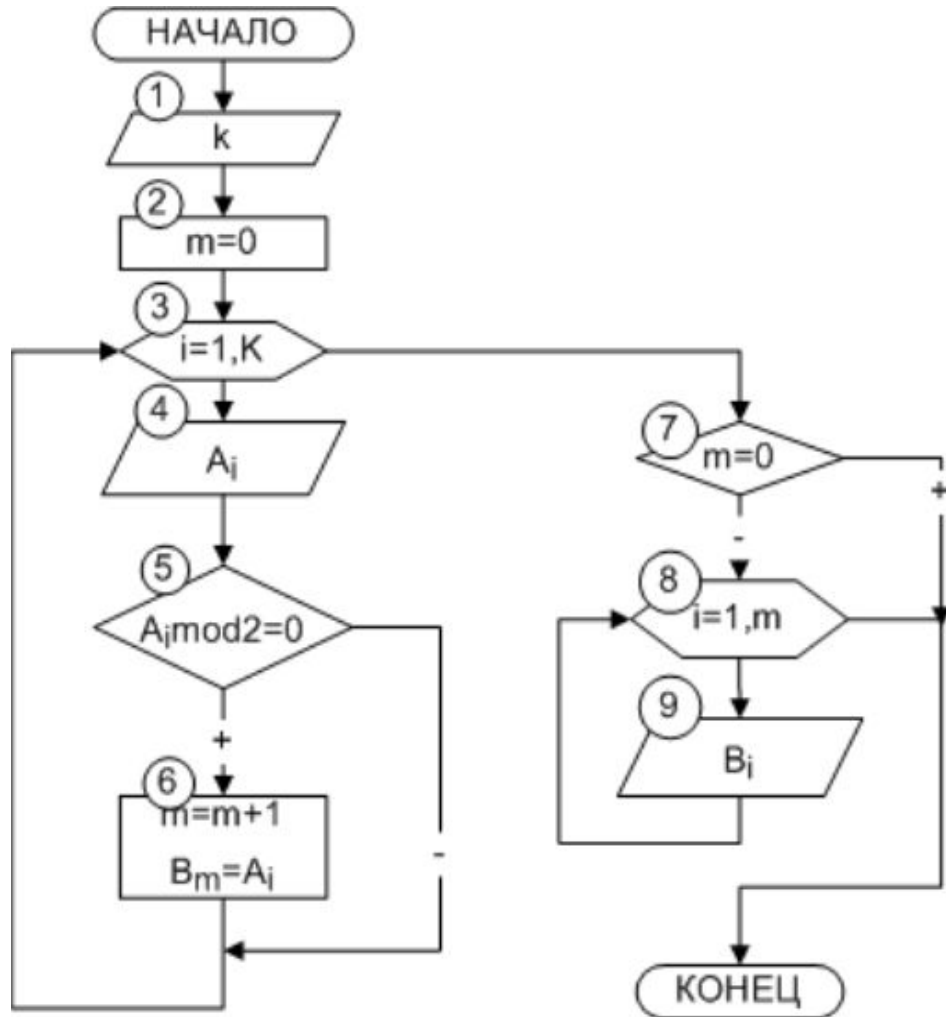 НАЧАЛО
1
k
2
m=0
3
i=1,K
4
Ai
5
Aimod2=0
+
-
6
m=m+1
Bm=Ai
7
m=0
+
-
8
i=1,m
9
Bi
КОНЕЦ